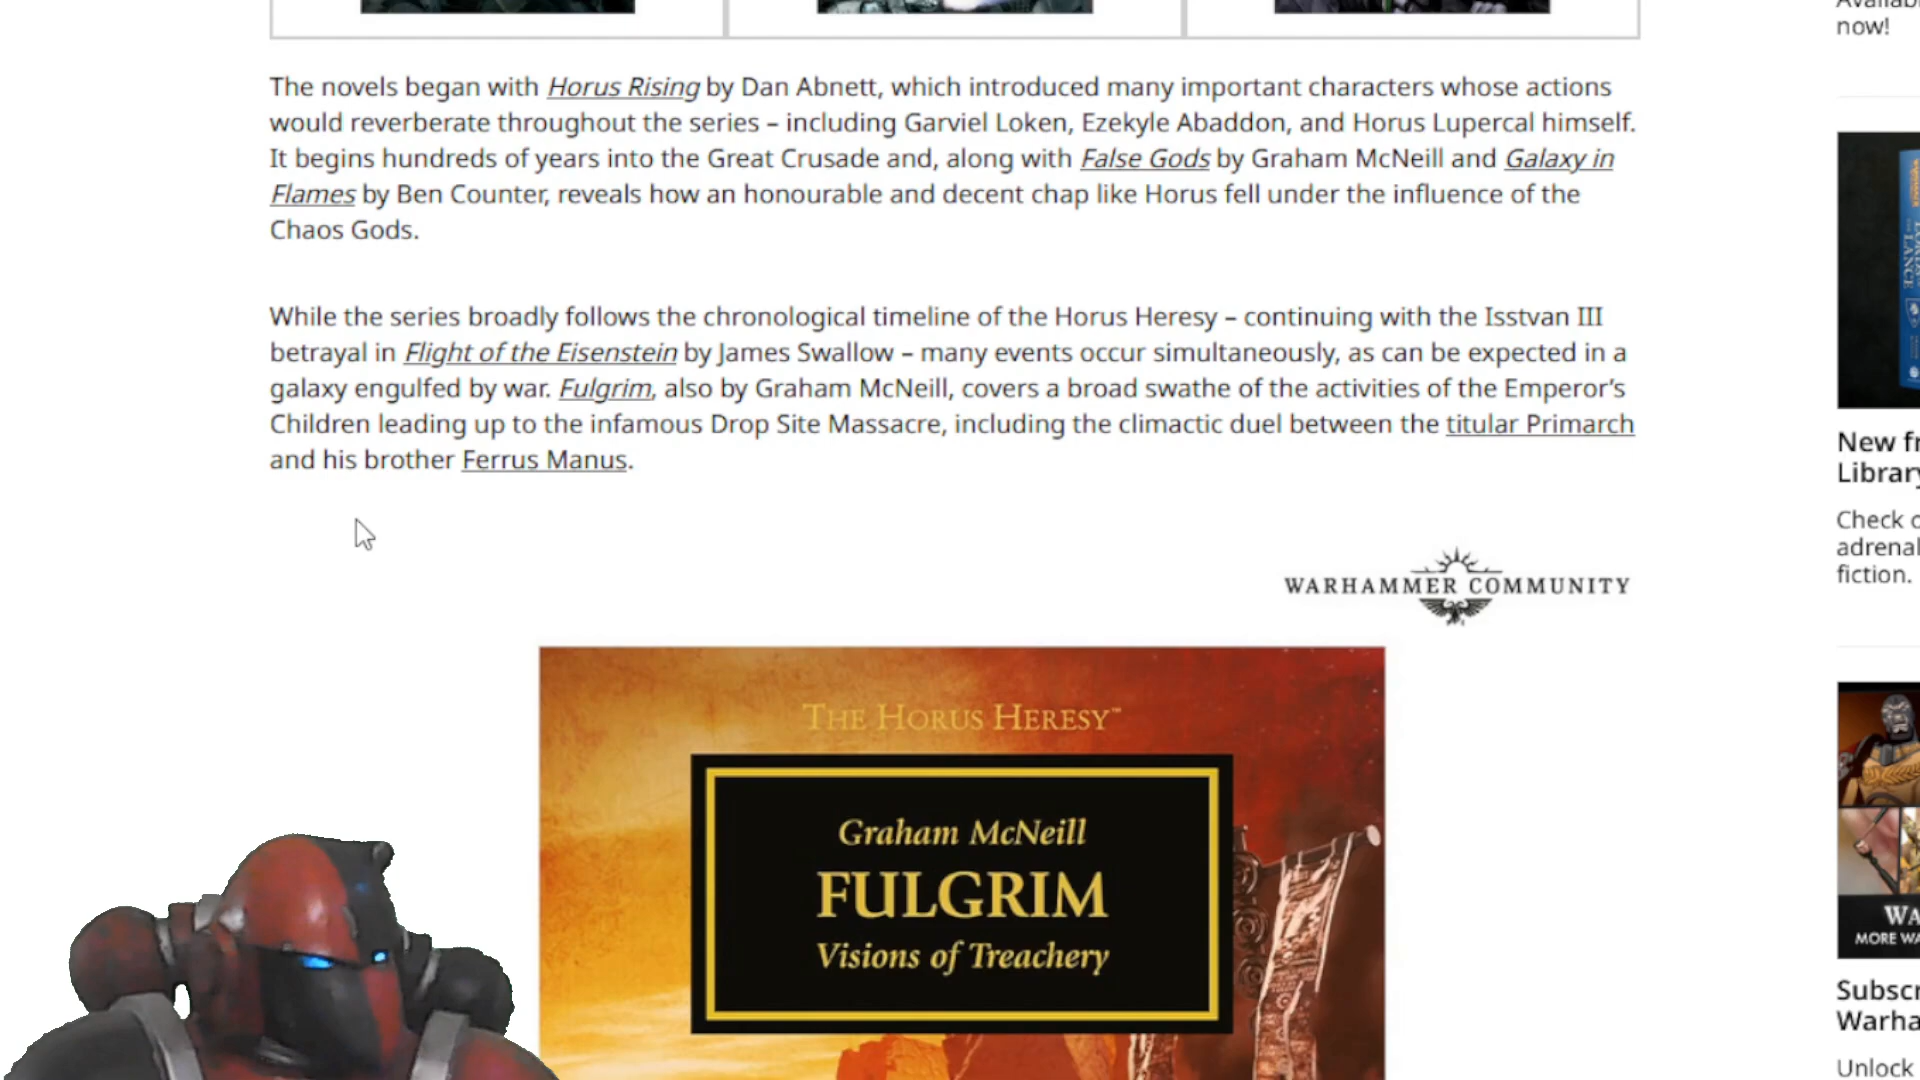 now!
The novels began with Horus Rising by Dan Abnett, which introduced many important characters whose actions
would reverberate throughout the series – including Garviel Loken, Ezekyle Abaddon, and Horus Lupercal himself.
It begins hundreds of years into the Great Crusade and, along with False Gods by Graham McNeill and Galaxy in
Flames by Ben Counter, reveals how an honourable and decent chap like Horus fell under the influence of the
Chaos Gods.
While the series broadly follows the chronological timeline of the Horus Heresy – continuing with the Isstvan III
betrayal in Flight of the Eisenstein by James Swallow – many events occur simultaneously, as can be expected in a
galaxy engulfed by war. Fulgrim, also by Graham McNeill, covers a broad swathe of the activities of the Emperor's
Children leading up to the infamous Drop Site Massacre, including the climactic duel between the titular Primarch
and his brother Ferrus Manus.
WARHAMMER COMMUNITY
THE HORUS HERESY™
Graham McNeill
FULGRIM
Visions of Treachery
LANCE
New fr
Library
Check o
adrenal
fiction.
WA
MORE WA
Subscr
Warha
Unlock